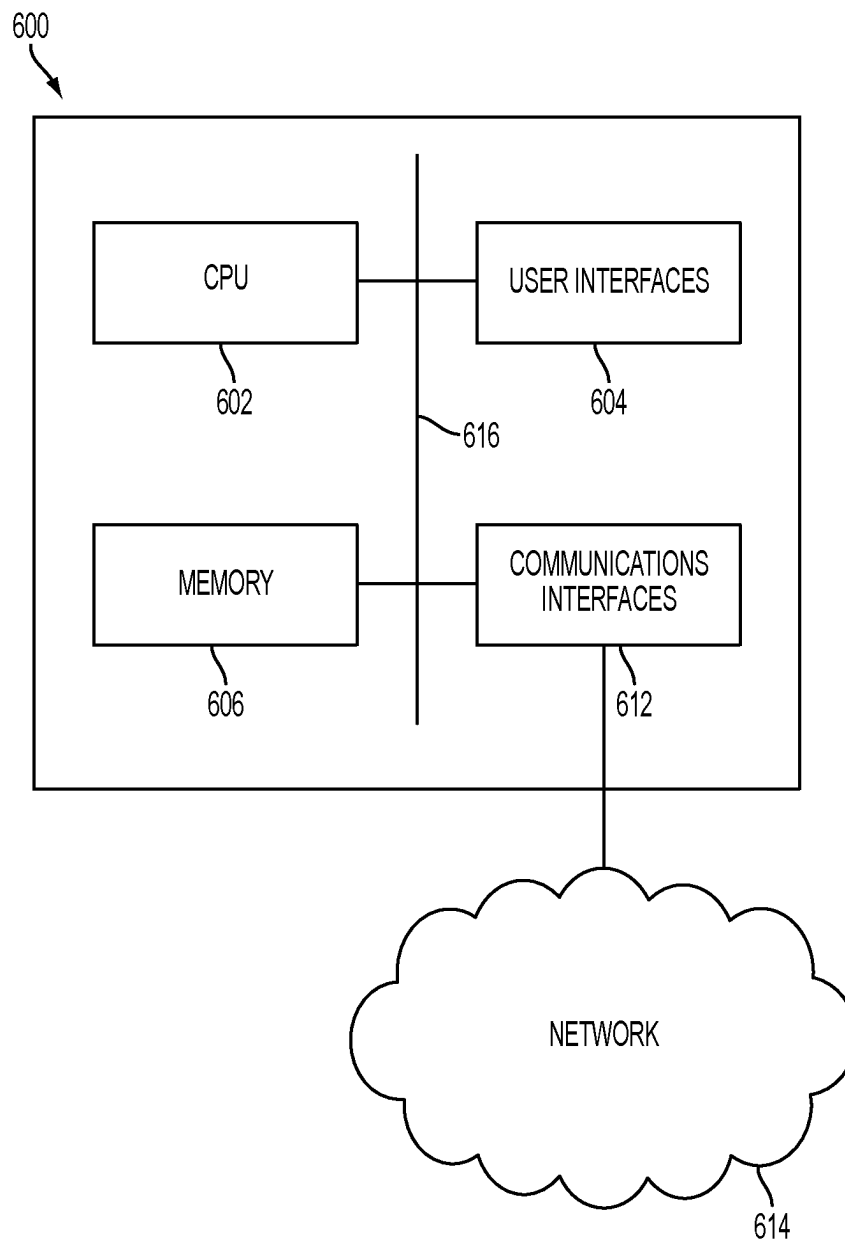 600
CPU
USER INTERFACES
602
604
616
MEMORY
COMMUNICATIONS
INTERFACES
606
612
NETWORK
614